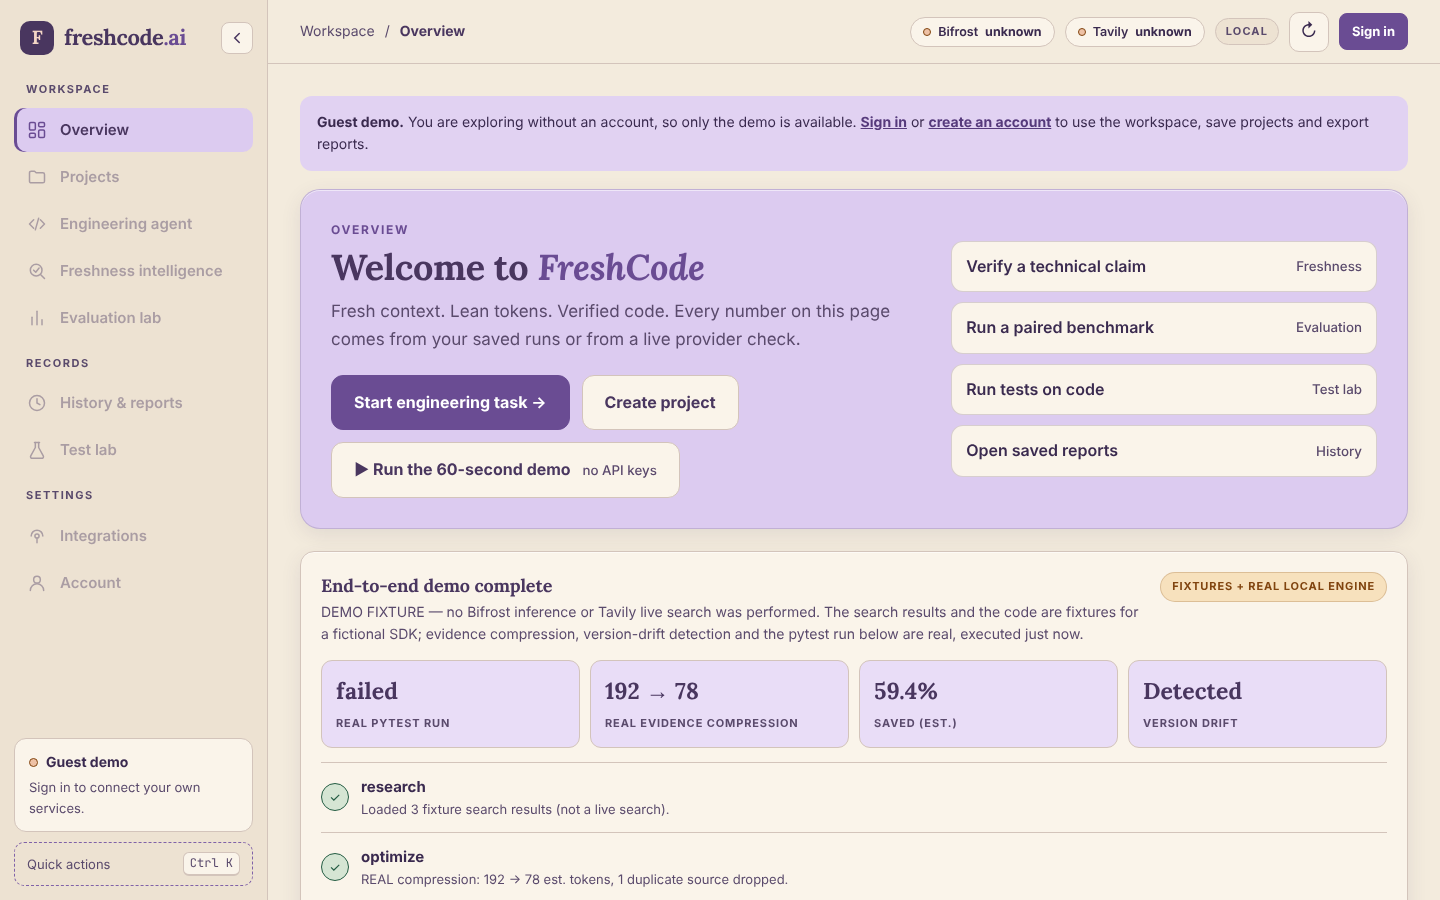 F freshcode.ai
WORKSPACE
Overview
Projects
Engineering agent
Freshness intelligence
Evaluation lab
RECORDS
History & reports
Test lab
SETTINGS
Integrations
Account
Guest demo
Sign in to connect your own
services.
Quick actions Ctrl K
Workspace / Overview
Bifrost unknown
Tavily unknown
LOCAL
Sign in
Guest demo. You are exploring without an account, so only the demo is available. Sign in or create an account to use the workspace, save projects and export
reports.
OVERVIEW
Welcome to FreshCode
Fresh context. Lean tokens. Verified code. Every number on this page
comes from your saved runs or from a live provider check.
Start engineering task →
Create project
▶ Run the 60-second demo no API keys
Verify a technical claim Freshness
Run a paired benchmark Evaluation
Run tests on code Test lab
Open saved reports History
End-to-end demo complete
FIXTURES + REAL LOCAL ENGINE
DEMO FIXTURE — no Bifrost inference or Tavily live search was performed. The search results and the code are fixtures for
a fictional SDK; evidence compression, version-drift detection and the pytest run below are real, executed just now.
failed
REAL PYTEST RUN
192 → 78
REAL EVIDENCE COMPRESSION
59.4%
SAVED (EST.)
Detected
VERSION DRIFT
research
Loaded 3 fixture search results (not a live search).
optimize
REAL compression: 192 → 78 est. tokens, 1 duplicate source dropped.